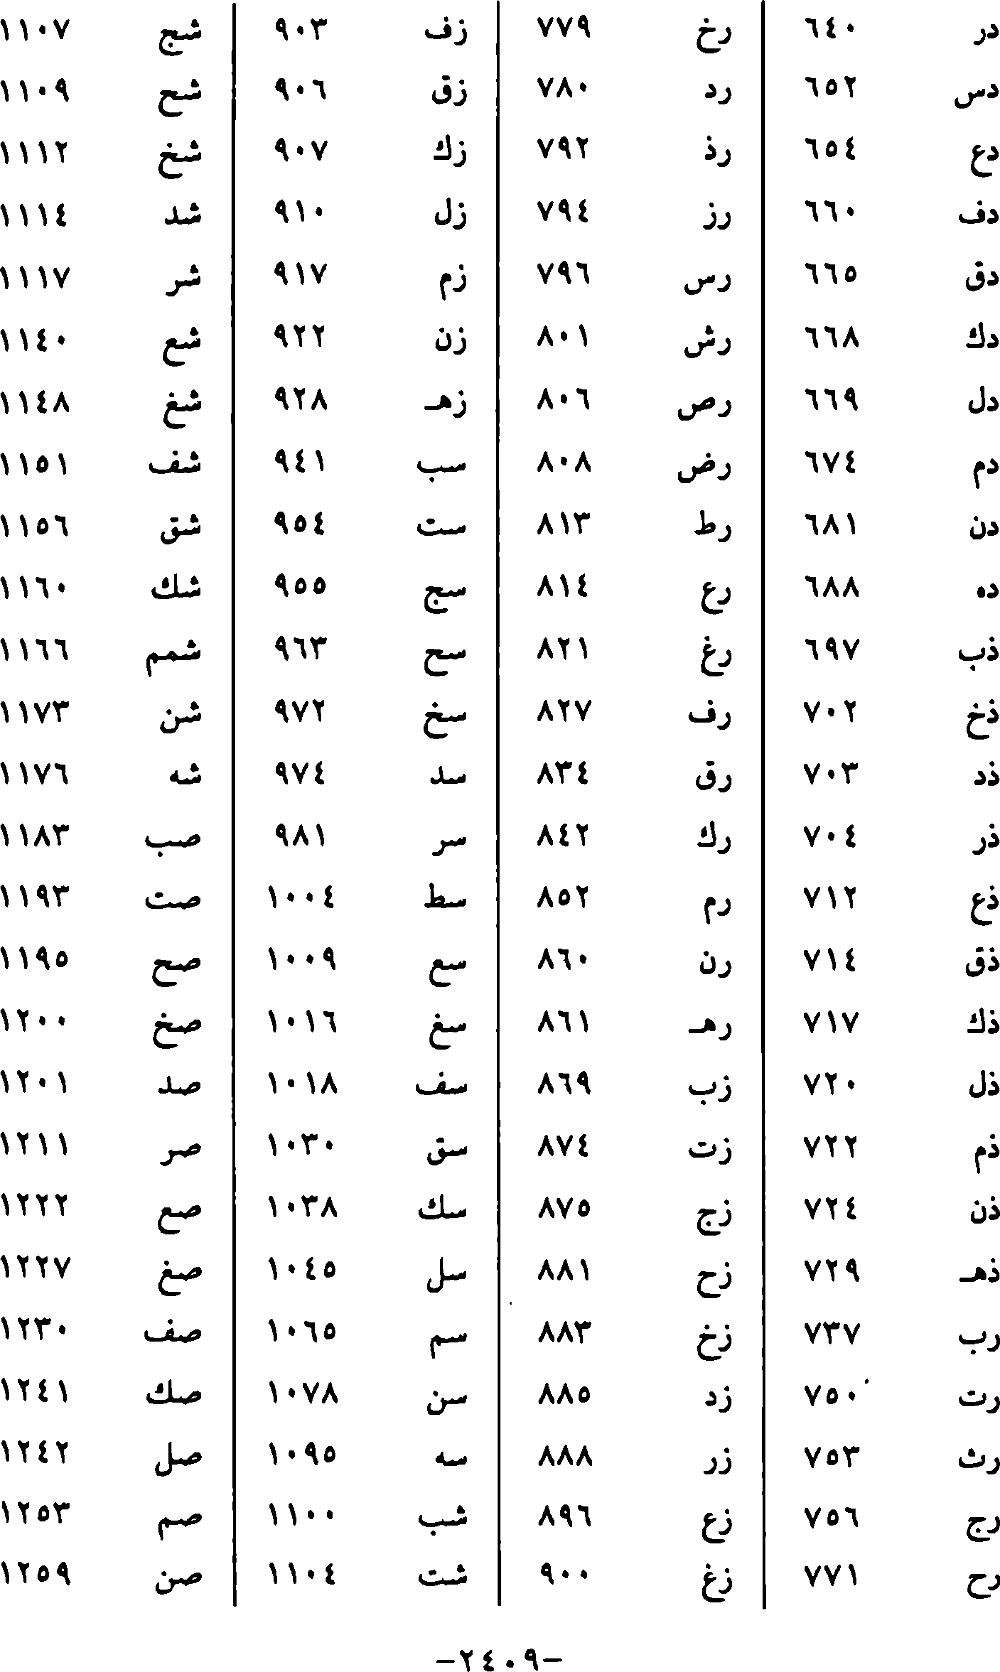 در ٦٤٠
دس ٦٥٢
دع ٦٥٤
دف ٦٦٠
دق ٦٦٥
دك ٦٦٨
دل ٦٦٩
دم ٦٧٤
دن ٦٨١
ده ٦٨٨
ذب ٦٩٧
ذخ ٧٠٢
ذد ٧٠٣
ذر ٧٠٤
ذع ٧١٢
ذق ٧١٤
ذك ٧١٧
ذل ٧٢٠
ذم ٧٢٢
ذن ٧٢٤
ذهـ ٧٢٩
رب ٧٣٧
رت ٧٥٠
رث ٧٥٣
رج ٧٥٦
رح ٧٧١
رخ ٧٧٩
رد ٧٨٠
رذ ٧٩٢
رز ٧٩٤
رس ٧٩٦
رش ٨٠١
رص ٨٠٦
رض ٨٠٨
رط ٨١٣
رع ٨١٤
رغ ٨٢١
رف ٨٢٧
رق ٨٣٤
رك ٨٤٢
رم ٨٥٢
رن ٨٦٠
رهـ ٨٦١
زب ٨٦٩
زت ٨٧٤
زج ٨٧٥
زح ٨٨١
زخ ٨٨٣
زد ٨٨٥
زر ٨٨٨
زع ٨٩٦
زغ ٩٠٠
زف ٩٠٣
زق ٩٠٦
زك ٩٠٧
زل ٩١٠
زم ٩١٧
زن ٩٢٢
زهـ ٩٢٨
سب ٩٤١
ست ٩٥٤
سج ٩٥٥
سح ٩٦٣
سخ ٩٧٢
سد ٩٧٤
سر ٩٨١
سط ١٠٠٤
سع ١٠٠٩
سغ ١٠١٦
سف ١٠١٨
سق ١٠٣٠
سك ١٠٣٨
سل ١٠٤٥
سم ١٠٦٥
سن ١٠٧٨
سه ١٠٩٥
شب ١١٠٠
شت ١١٠٤
شج ١١٠٧
شح ١١٠٩
شخ ١١١٢
شد ١١١٤
شر ١١١٧
شع ١١٤٠
شغ ١١٤٨
شف ١١٥١
شق ١١٥٦
شك ١١٦٠
شمم ١١٦٦
شن ١١٧٣
شه ١١٧٦
صب ١١٨٣
صت ١١٩٣
صح ١١٩٥
صخ ١٢٠٠
صد ١٢٠١
صر ١٢١١
صع ١٢٢٢
صغ ١٢٢٧
صف ١٢٣٠
صك ١٢٤١
صل ١٢٤٢
صم ١٢٥٣
صن ١٢٥٩
-٢٤٠٩-